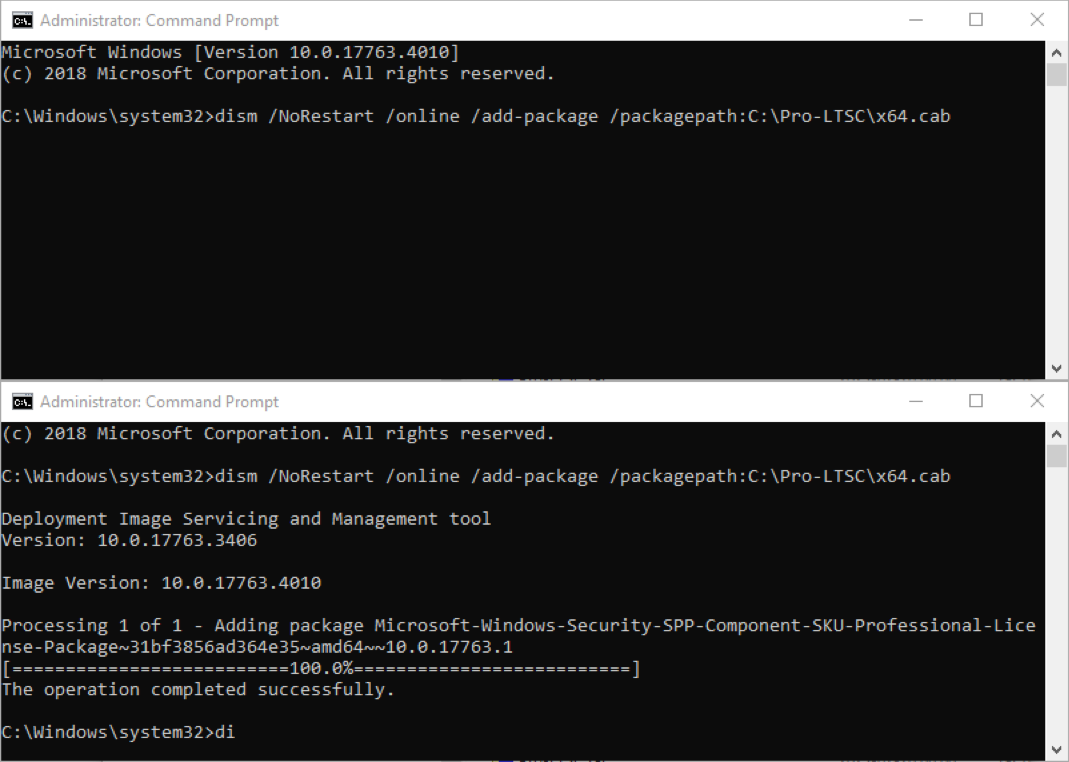 Administrator: Command Prompt
Microsoft Windows [Version 10.0.17763.4010]
(c) 2018 Microsoft Corporation. All rights reserved.
C:\Windows\system32>dism /NoRestart /online /add-package /packagepath:C:\Pro-LTSC\x64.cab
Administrator: Command Prompt
(c) 2018 Microsoft Corporation. All rights reserved.
C:\Windows\system32>dism /NoRestart /online /add-package /packagepath:C:\Pro-LTSC\x64.cab
Deployment Image Servicing and Management tool
Version: 10.0.17763.3406
Image Version: 10.0.17763.4010
Processing 1 of 1 - Adding package Microsoft-Windows-Security-SPP-Component-SKU-Professional-Lice
nse-Package~31bf3856ad364e35~amd64~~10.0.17763.1
[==========================100.0%==========================]
The operation completed successfully.
C:\Windows\system32>di